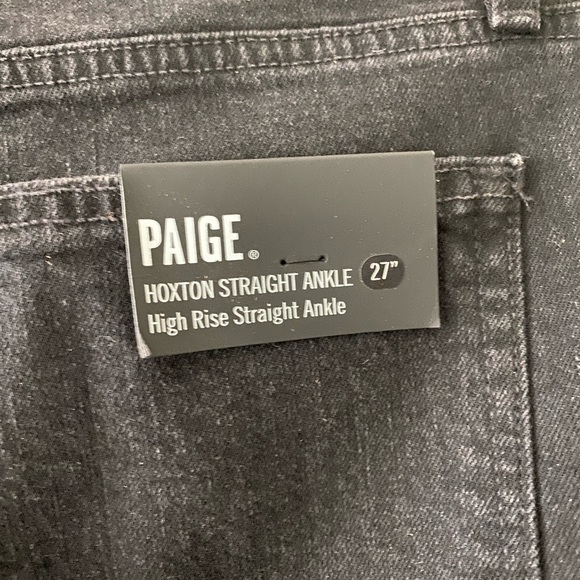 PAIGE®
HOXTON STRAIGHT ANKLE 27"
High Rise Straight Ankle